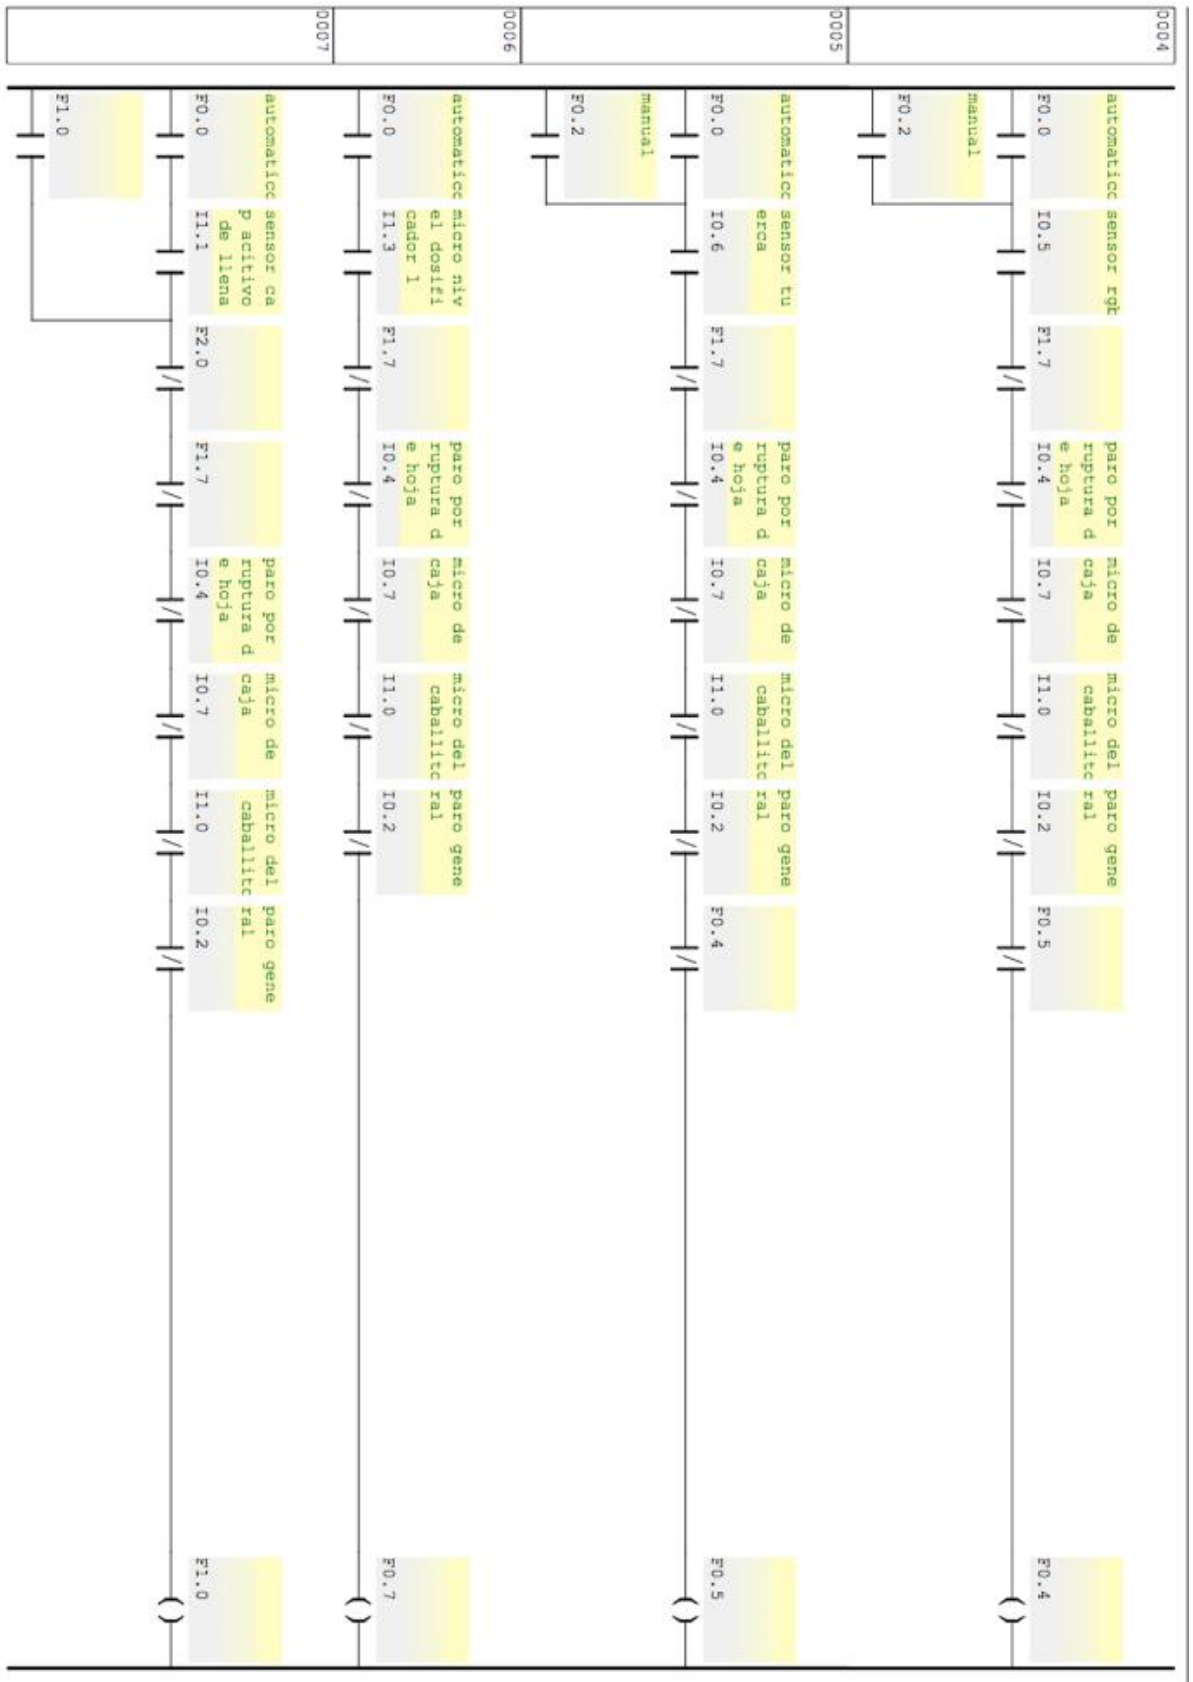 0004
automaticc sensor rgb
paro por ruptura d e hoja
micro de caja
micro del caballitc
paro gene ral
F0.0 I0.5 F1.7 I0.4 I0.7 I1.0 I0.2 F0.5 F0.4
manual
F0.2
0005
automaticc sensor tu erca
paro por ruptura d e hoja
micro de caja
micro del caballitc
paro gene ral
F0.0 I0.6 F1.7 I0.4 I0.7 I1.0 I0.2 F0.4 F0.5
manual
F0.2
0006
automaticc micro niv el dosifi cador 1
paro por ruptura d e hoja
micro de caja
micro del caballitc
paro gene ral
F0.0 I1.3 F1.7 I0.4 I0.7 I1.0 I0.2 F0.7
0007
automaticc sensor ca p acitivo de llena
paro por ruptura d e hoja
micro de caja
micro del caballitc
paro gene ral
F0.0 I1.1 F2.0 F1.7 I0.4 I0.7 I1.0 I0.2 F1.0
F1.0